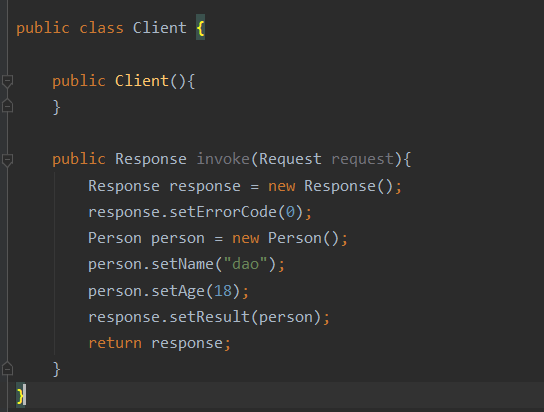 public class Client {
public Client(){
}
public Response invoke(Request request){
Response response = new Response();
response.setErrorCode(0);
Person person = new Person();
person.setName("dao");
person.setAge(18);
response.setResult(person);
return response;
}
}